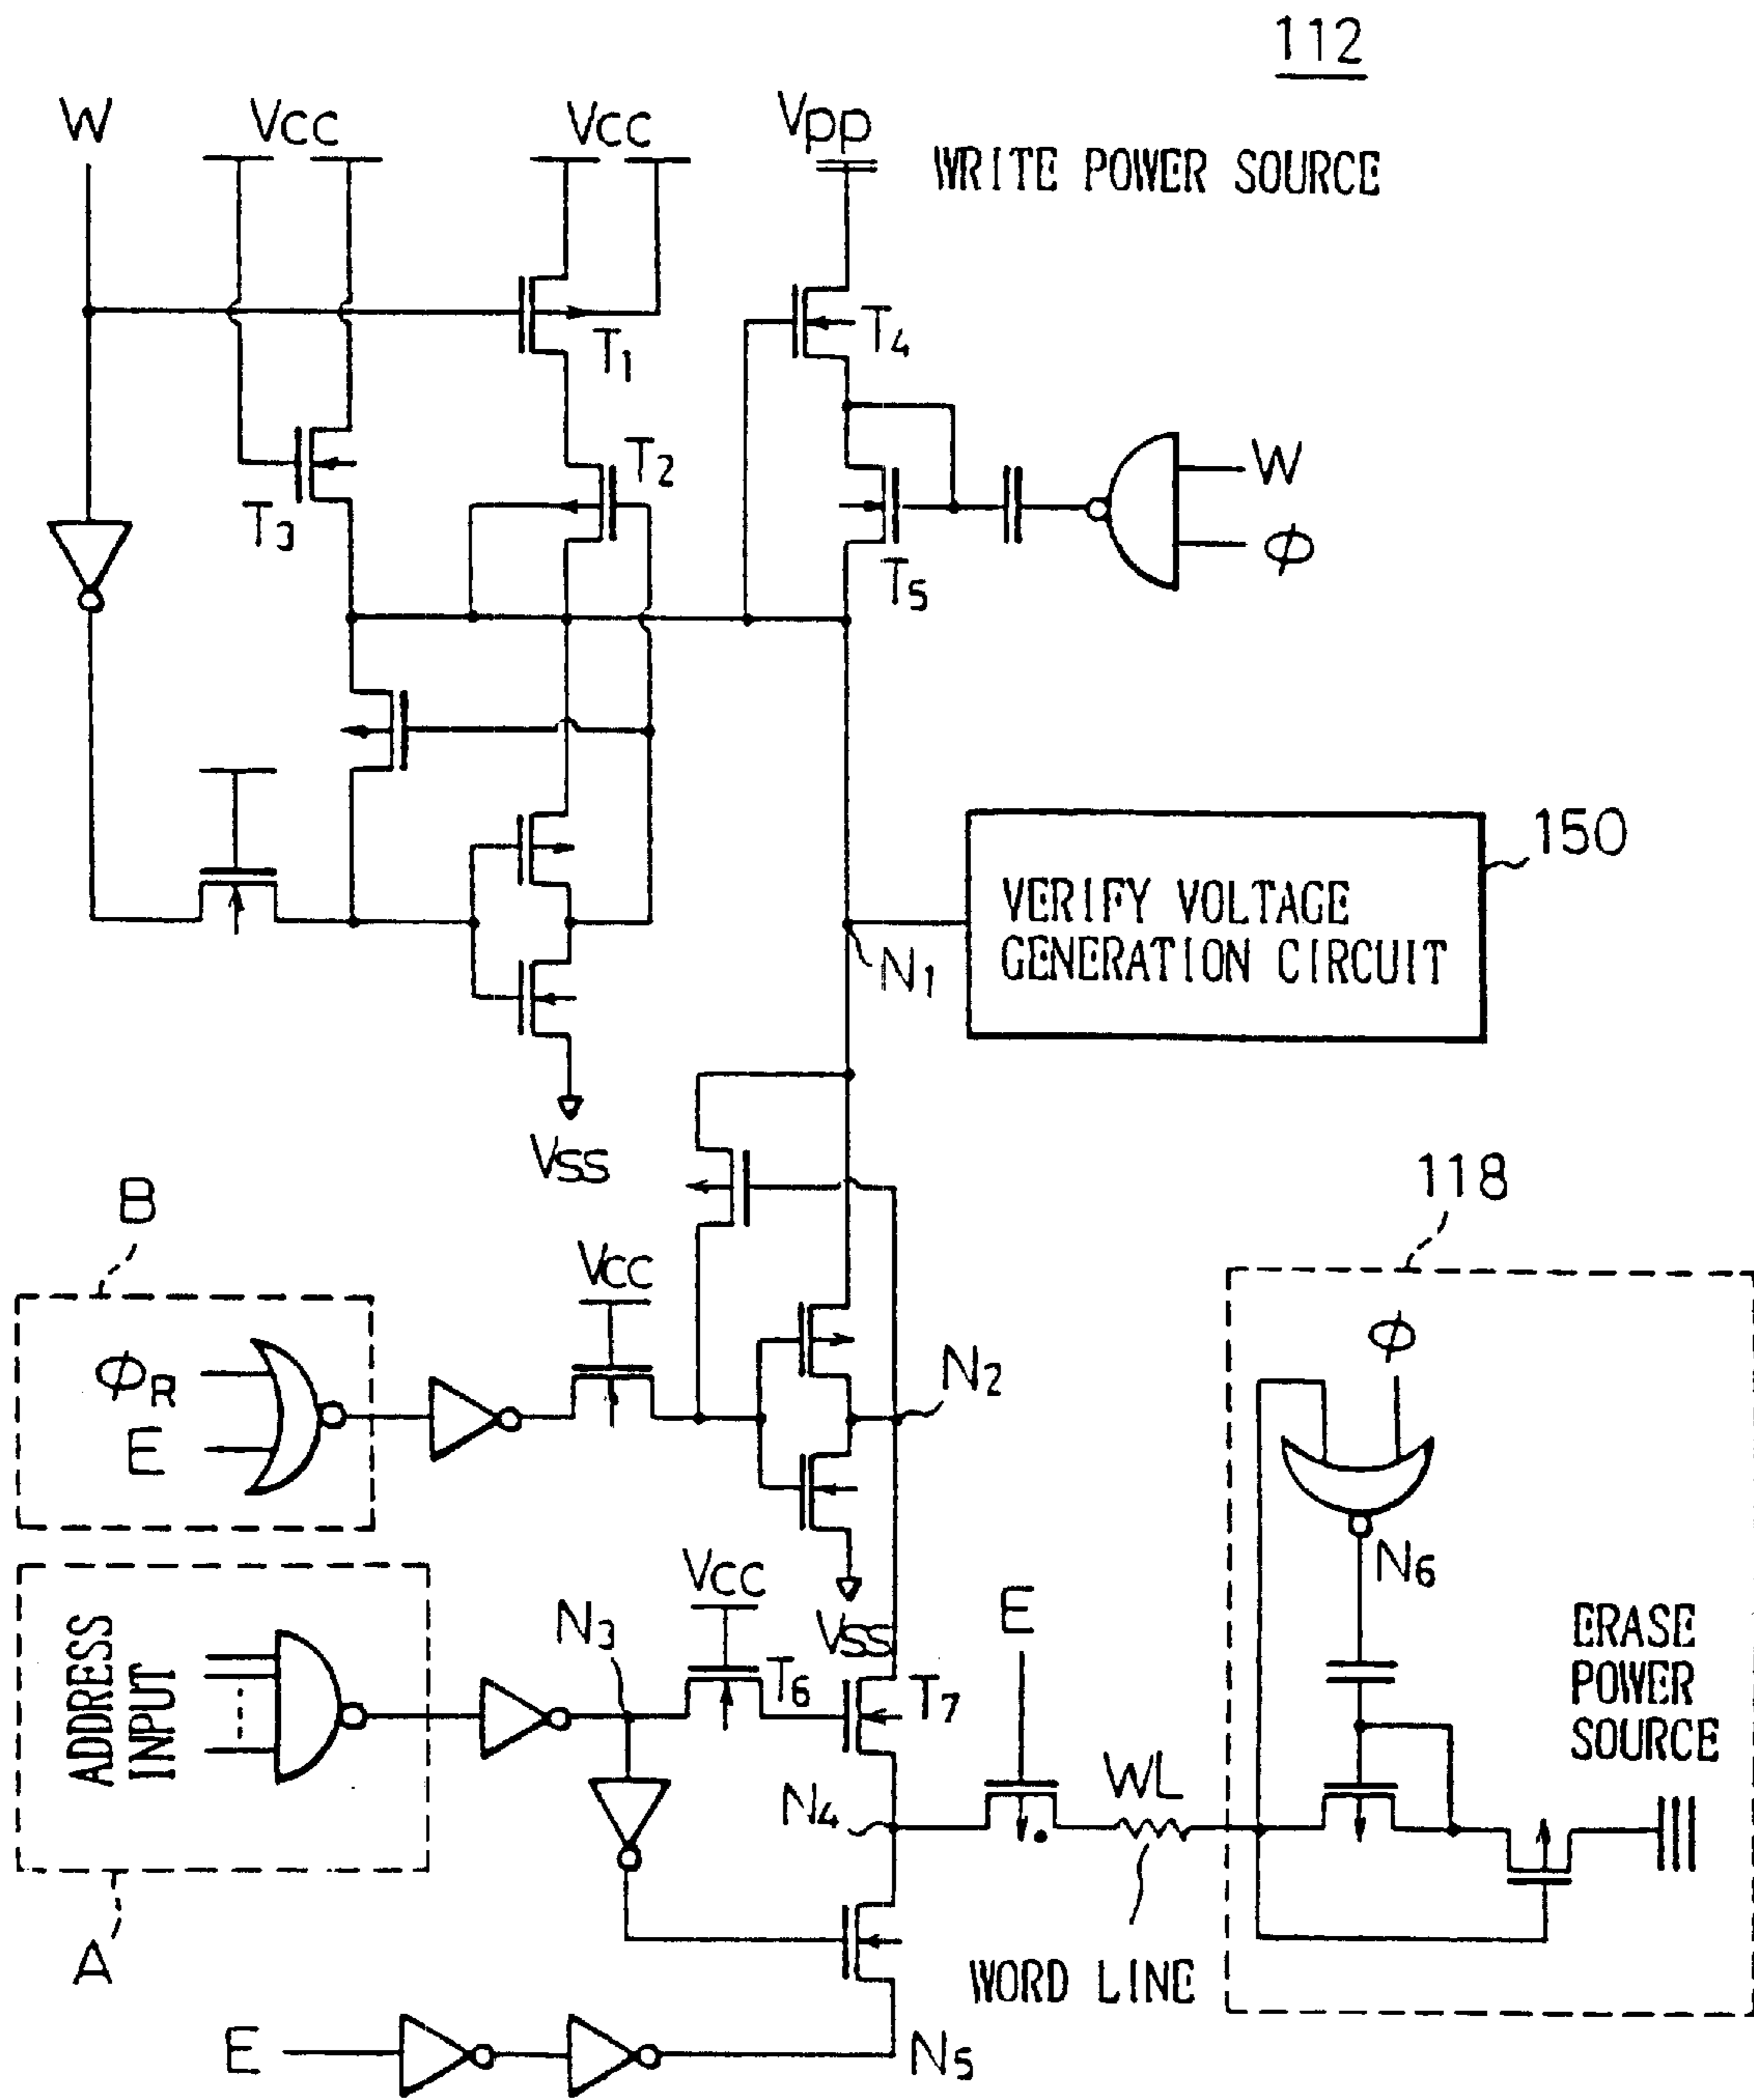 112
W
Vcc
Vcc
Vpp
WRITE POWER SOURCE
T1
T4
T2
T3
T5
W
Φ
150
VERIFY VOLTAGE
GENERATION CIRCUIT
N1
Vss
B
118
Vcc
ΦR
E
N2
Φ
N6
Vcc
Vss
E
N3
T6
T7
ADDRESS
INPUT
ERASE
POWER
SOURCE
N4
WL
A
WORD LINE
E
N5